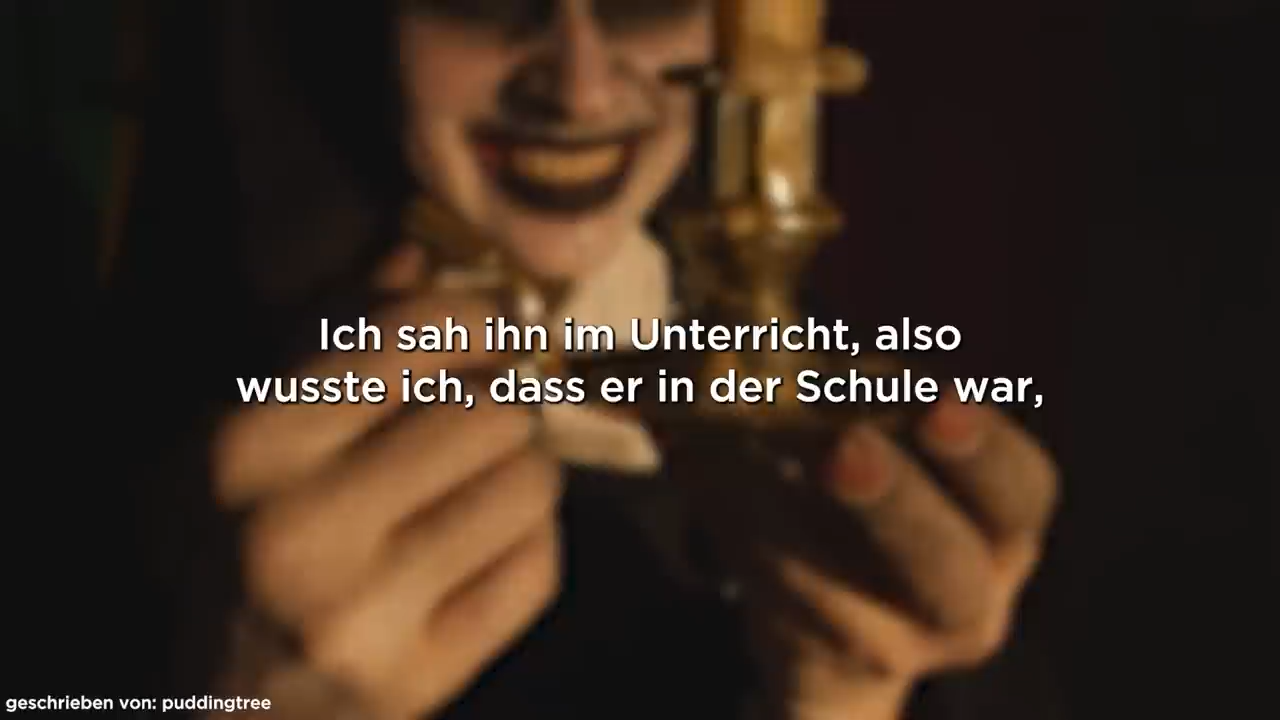 Ich sah ihn im Unterricht, also
wusste ich, dass er in der Schule war,
geschrieben von: puddingtree